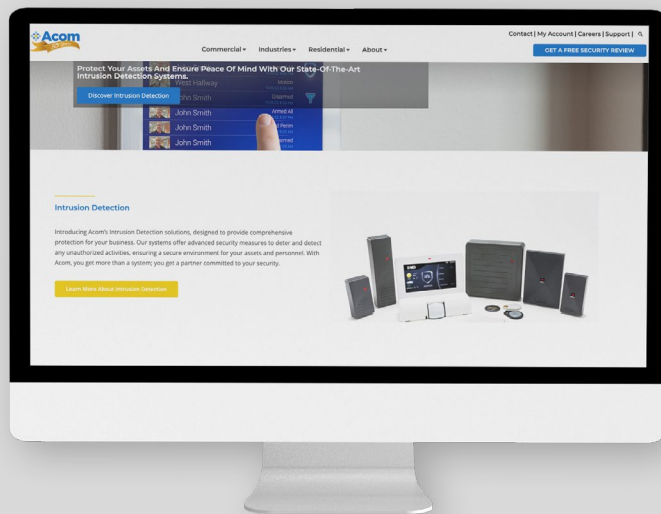 Acom
Contact | My Account | Careers | Support |
Commercial Industries Residential About
GET A FREE SECURITY REVIEW
Protect Your Assets And Ensure Peace Of Mind With Our State-Of-The-Art
Intrusion Detection Systems.
West Hallway
Discover Intrusion Detection
John Smith
Disarmed
John Smith
Armed All
John Smith
John Smith
Intrusion Detection
Introducing Acom's Intrusion Detection solutions, designed to provide comprehensive
protection for your business. Our systems offer advanced security measures to deter and detect
any unauthorized activities, ensuring a secure environment for your assets and personnel. With
Acom, you get more than a system; you get a partner committed to your security.
Learn More About Intrusion Detention